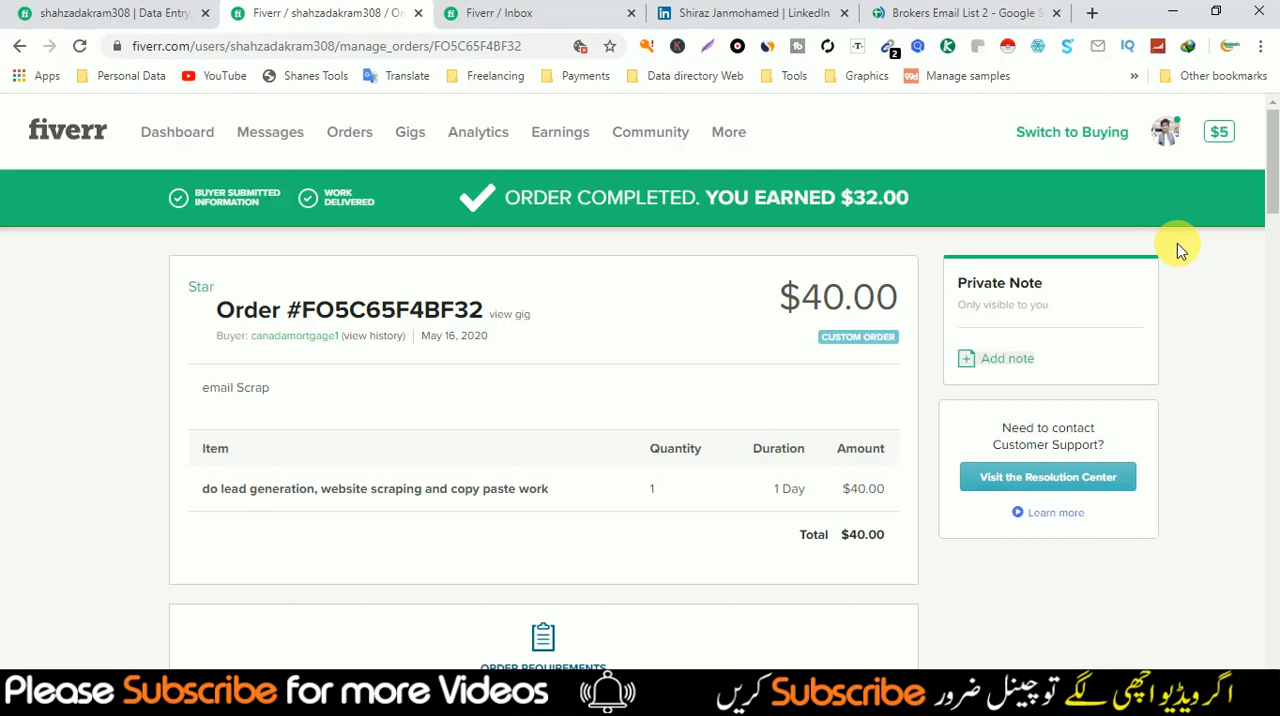 shahzadakram308 | Data Entry,
Fiverr / shahzadakram308 / Or
Fiverr / Inbox
Shiraz Janmohamed | LinkedIn
Brokers Email List 2 - Google S
fiverr.com/users/shahzadakram308/manage_orders/FO5C65F4BF32
Apps
Personal Data
YouTube
Shanes Tools
Translate
Freelancing
Payments
Data directory Web
Tools
Graphics
99d
Manage samples
»
Other bookmarks
fiverr
Dashboard
Messages
Orders
Gigs
Analytics
Earnings
Community
More
Switch to Buying
$5
BUYER SUBMITTED
INFORMATION
WORK
DELIVERED
ORDER COMPLETED. YOU EARNED $32.00
Star
Order #FO5C65F4BF32 view gig
Buyer: canadamortgage1 (view history) | May 16, 2020
$40.00
CUSTOM ORDER
email Scrap
Item Quantity Duration Amount
do lead generation, website scraping and copy paste work 1 1 Day $40.00
Total $40.00
ORDER REQUIREMENTS
Private Note
Only visible to you
Add note
Need to contact
Customer Support?
Visit the Resolution Center
Learn more
Please Subscribe for more Videos
اگر ویڈیو اچھی لگے تو چینل ضرور Subscribe کریں